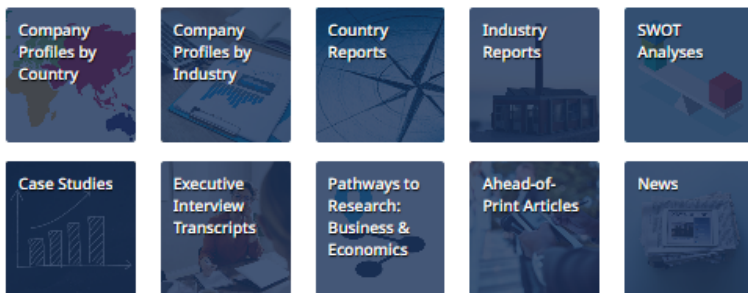 Company
Profiles by
Country
Company
Profiles by
Industry
Country
Reports
Industry
Reports
SWOT
Analyses
Case Studies
Executive
Interview
Transcripts
Pathways to
Research:
Business &
Economics
Ahead-of-
Print Articles
News